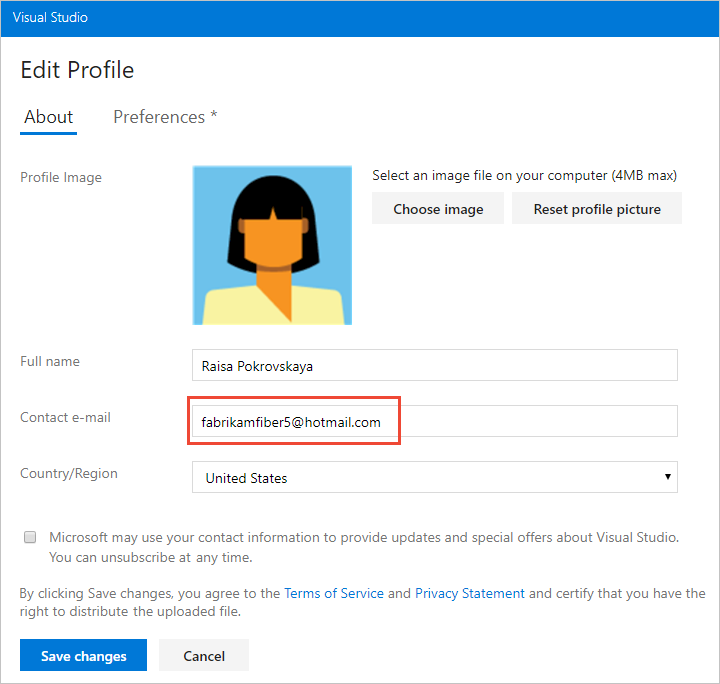 Visual Studio
Edit Profile
About
Preferences *
Profile Image
Select an image file on your computer (4MB max)
Choose image
Reset profile picture
Full name
Raisa Pokrovskaya
Contact e-mail
fabrikamfiber5@hotmail.com
Country/Region
United States
Microsoft may use your contact information to provide updates and special offers about Visual Studio.
You can unsubscribe at any time.
By clicking Save changes, you agree to the Terms of Service and Privacy Statement and certify that you have the
right to distribute the uploaded file.
Save changes
Cancel